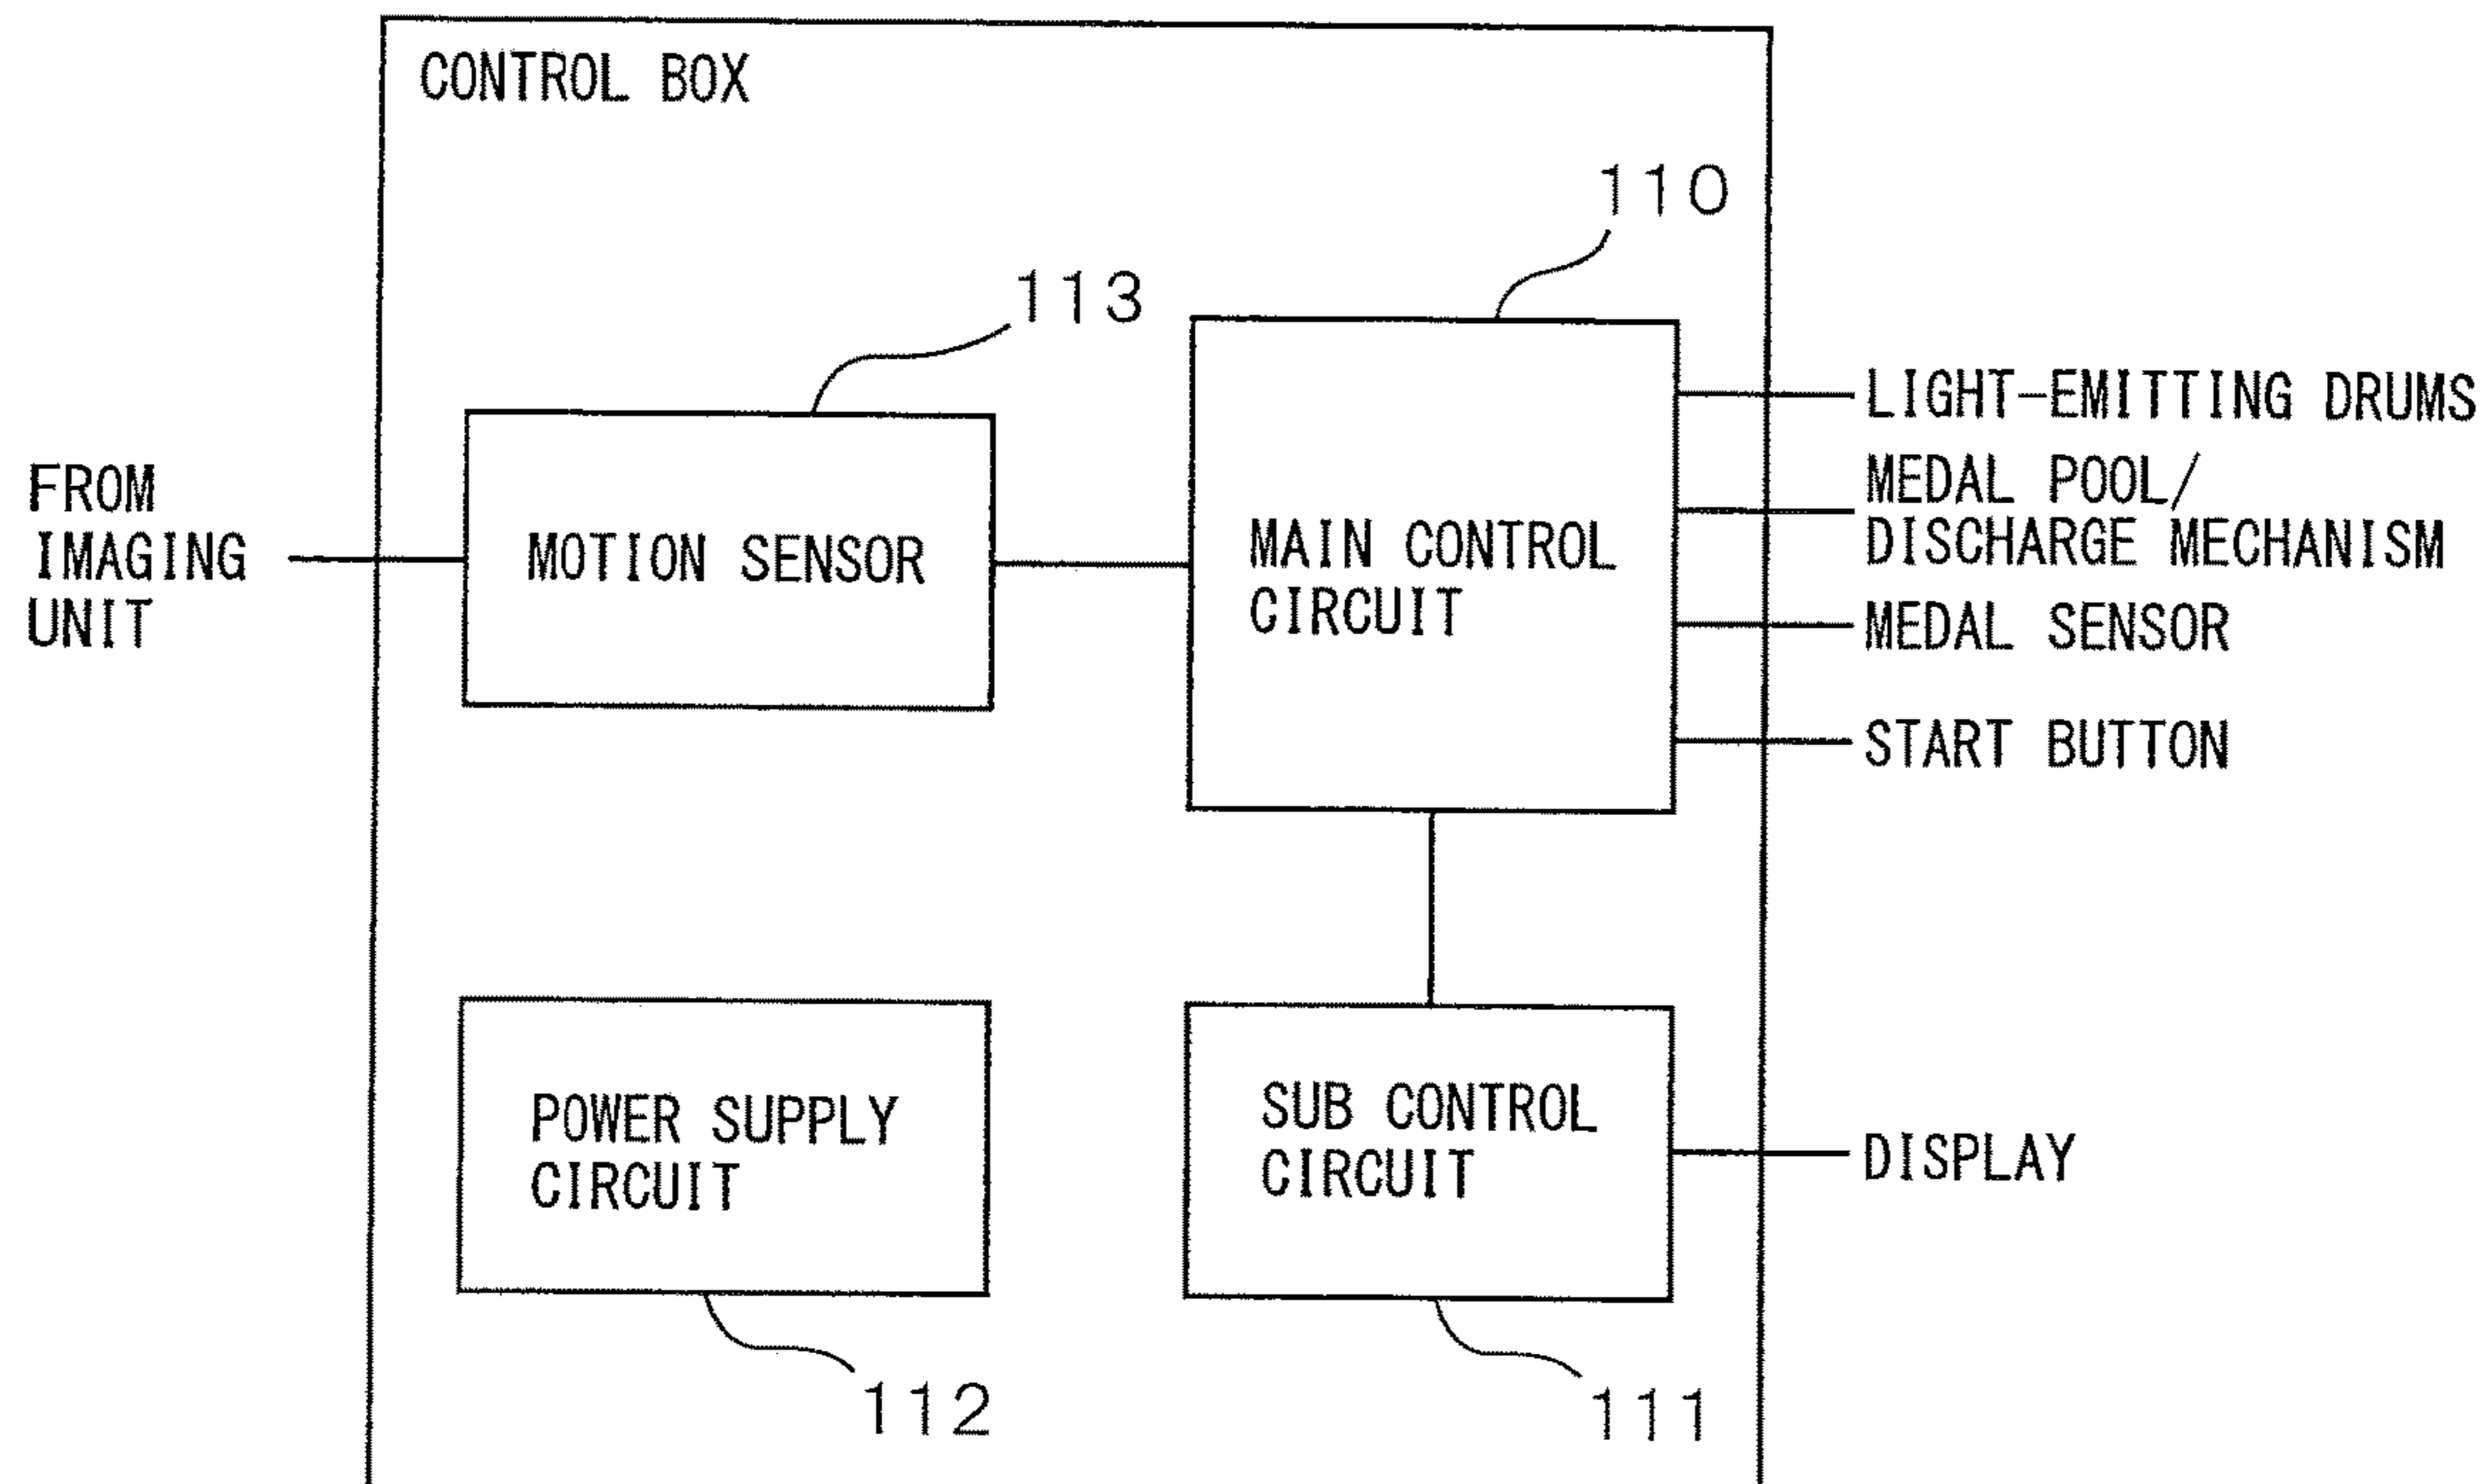 CONTROL BOX
110
113
LIGHT-EMITTING DRUMS
FROM
IMAGING
UNIT
MOTION SENSOR
MAIN CONTROL
CIRCUIT
MEDAL POOL/
DISCHARGE MECHANISM
MEDAL SENSOR
START BUTTON
POWER SUPPLY
CIRCUIT
SUB CONTROL
CIRCUIT
DISPLAY
112
111